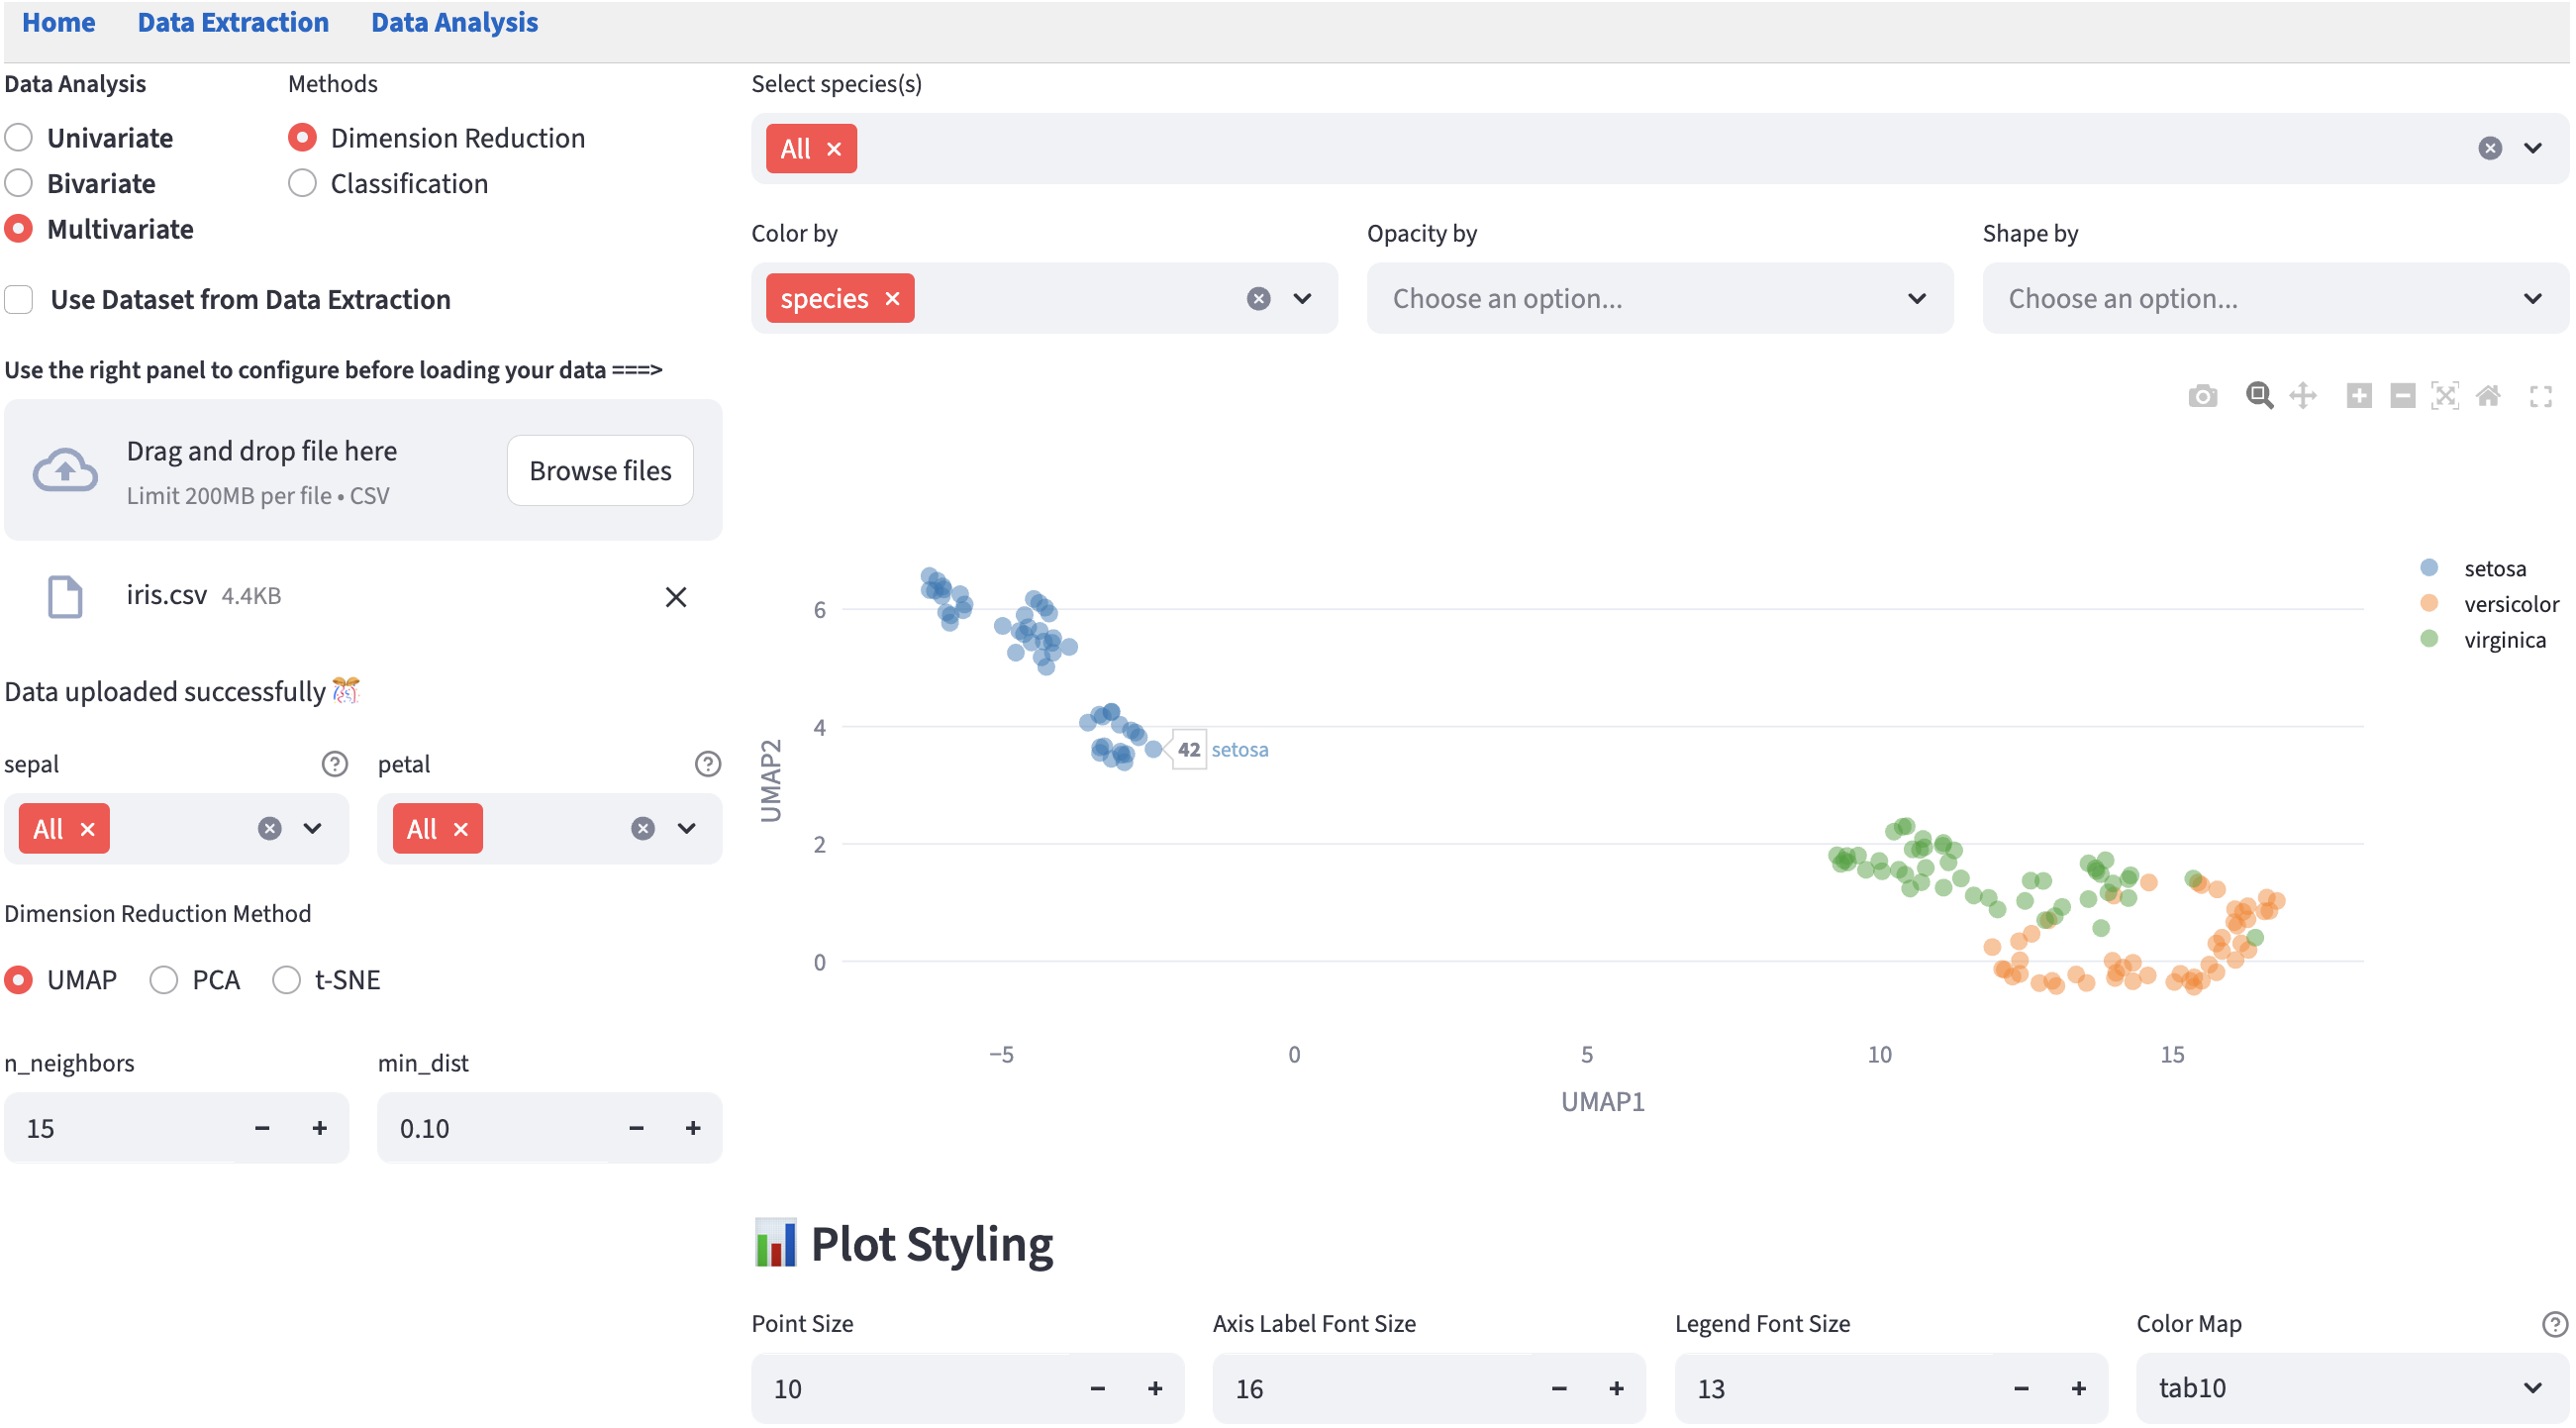 Home Data Extraction Data Analysis
Data Analysis
Univariate
Bivariate
Multivariate
Methods
Dimension Reduction
Classification
Use Dataset from Data Extraction
Use the right panel to configure before loading your data ===>
Drag and drop file here
Limit 200MB per file • CSV
Browse files
iris.csv 4.4KB
Data uploaded successfully
sepal
All
petal
All
Dimension Reduction Method
UMAP PCA t-SNE
n_neighbors
15
min_dist
0.10
Select species(s)
All
Color by
species
Opacity by
Choose an option...
Shape by
Choose an option...
setosa
versicolor
virginica
6
4
2
0
UMAP2
42 setosa
−5 0 5 10 15
UMAP1
Plot Styling
Point Size
10
Axis Label Font Size
16
Legend Font Size
13
Color Map
tab10